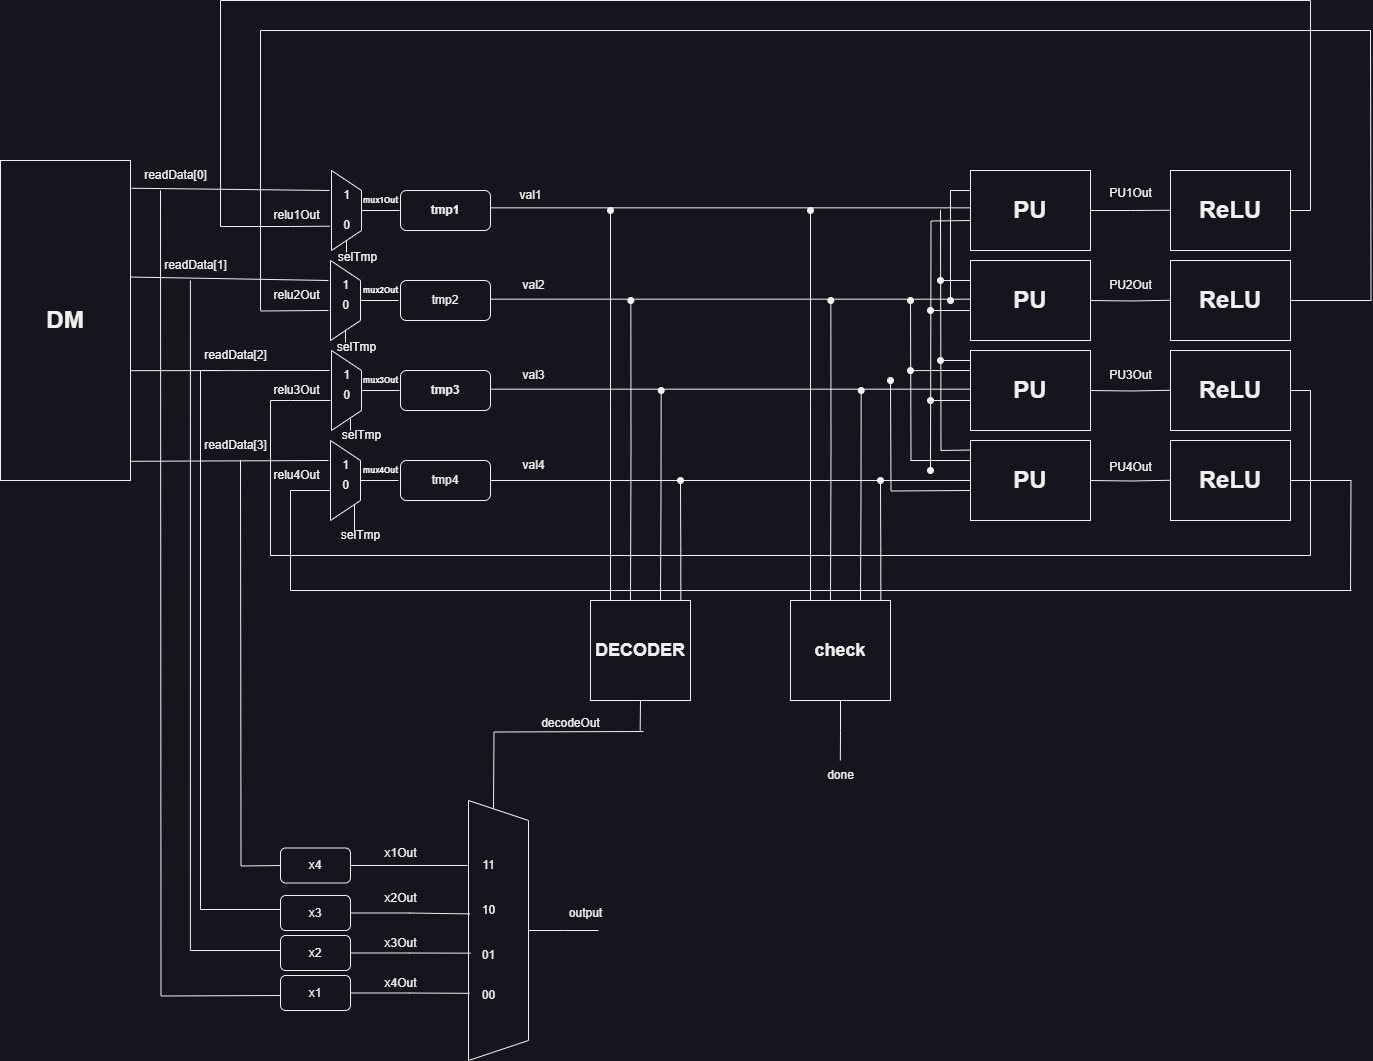 readData[0]
1
mux1Out
tmp1
val1
PU
PU1Out
ReLU
relu1Out
0
selTmp
readData[1]
1
mux2Out
tmp2
val2
PU
PU2Out
ReLU
relu2Out
0
DM
selTmp
readData[2]
1
mux3Out
tmp3
val3
PU
PU3Out
ReLU
relu3Out
0
selTmp
readData[3]
1
mux4Out
tmp4
val4
PU
PU4Out
ReLU
relu4Out
0
selTmp
DECODER
check
decodeOut
done
x4
x1Out
11
x3
x2Out
10
output
x2
x3Out
01
x1
x4Out
00